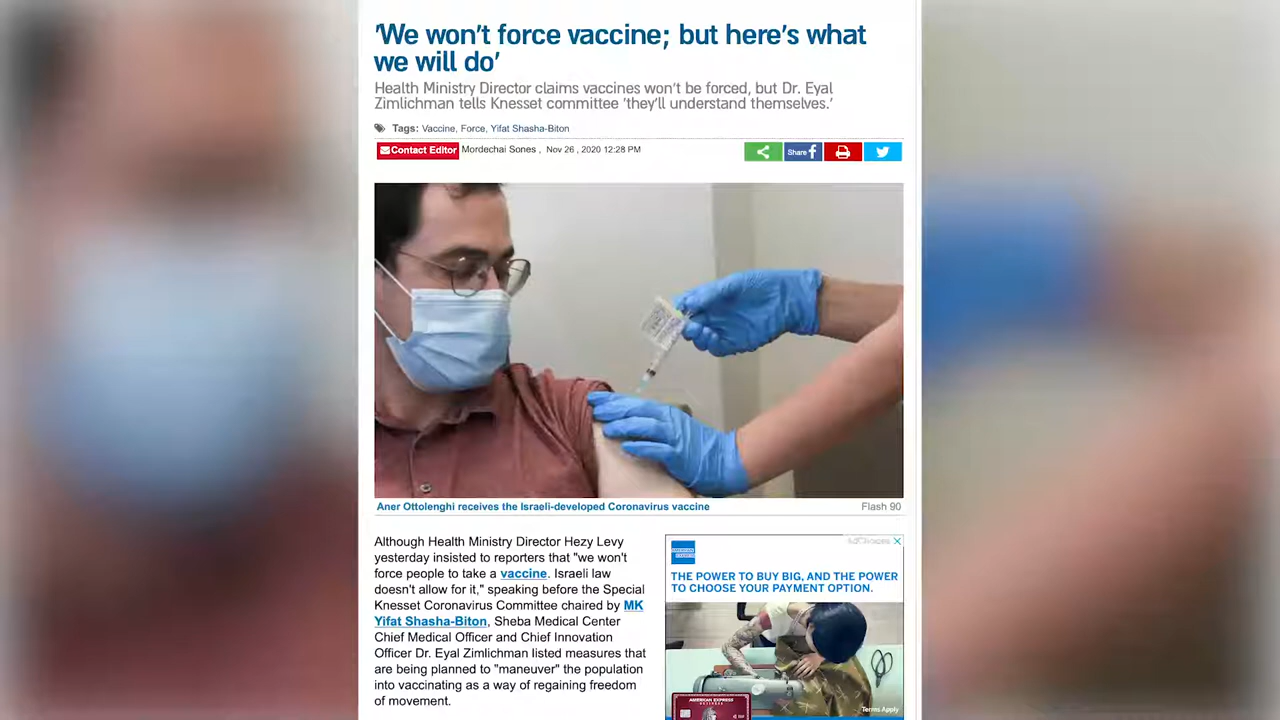 'We won't force vaccine; but here's what
we will do'
Health Ministry Director claims vaccines won't be forced, but Dr. Eyal
Zimlichman tells Knesset committee 'they'll understand themselves.'
Tags: Vaccine, Force, Yifat Shasha-Biton
Contact Editor Mordechai Sones , Nov 26 , 2020 12:28 PM
Share
Aner Ottolenghi receives the Israeli-developed Coronavirus vaccine
Flash 90
Although Health Ministry Director Hezy Levy
yesterday insisted to reporters that "we won't
force people to take a vaccine. Israeli law
doesn't allow for it," speaking before the Special
Knesset Coronavirus Committee chaired by MK
Yifat Shasha-Biton, Sheba Medical Center
Chief Medical Officer and Chief Innovation
Officer Dr. Eyal Zimlichman listed measures that
are being planned to "maneuver" the population
into vaccinating as a way of regaining freedom
of movement.
AdChoices
THE POWER TO BUY BIG, AND THE POWER
TO CHOOSE YOUR PAYMENT OPTION.
AMERICAN EXPRESS
Terms Apply